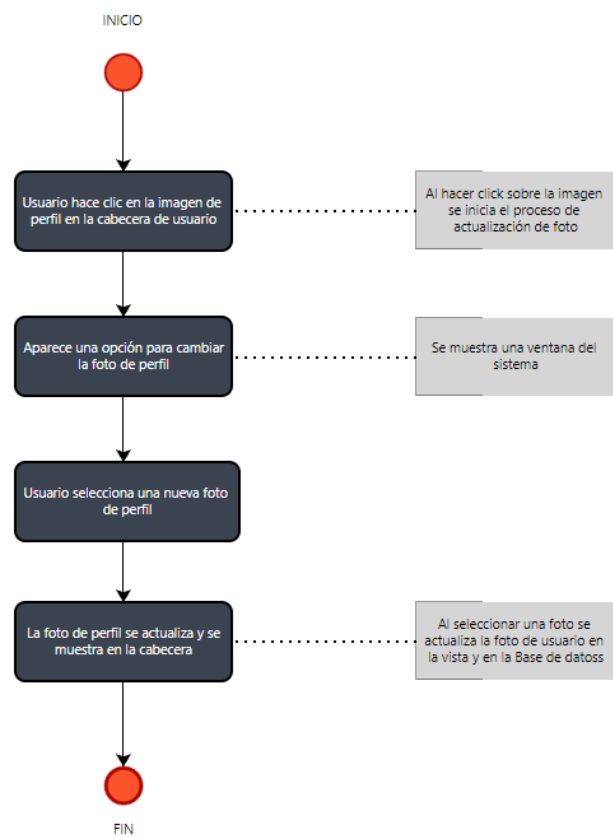 INICIO
Usuario hace clic en la imagen de
perfil en la cabecera de usuario
Al hacer click sobre la imagen
se inicia el proceso de
actualización de foto
Aparece una opción para cambiar
la foto de perfil
Se muestra una ventana del
sistema
Usuario selecciona una nueva foto
de perfil
La foto de perfil se actualiza y se
muestra en la cabecera
Al seleccionar una foto se
actualiza la foto de usuario en
la vista y en la Base de datoss
FIN